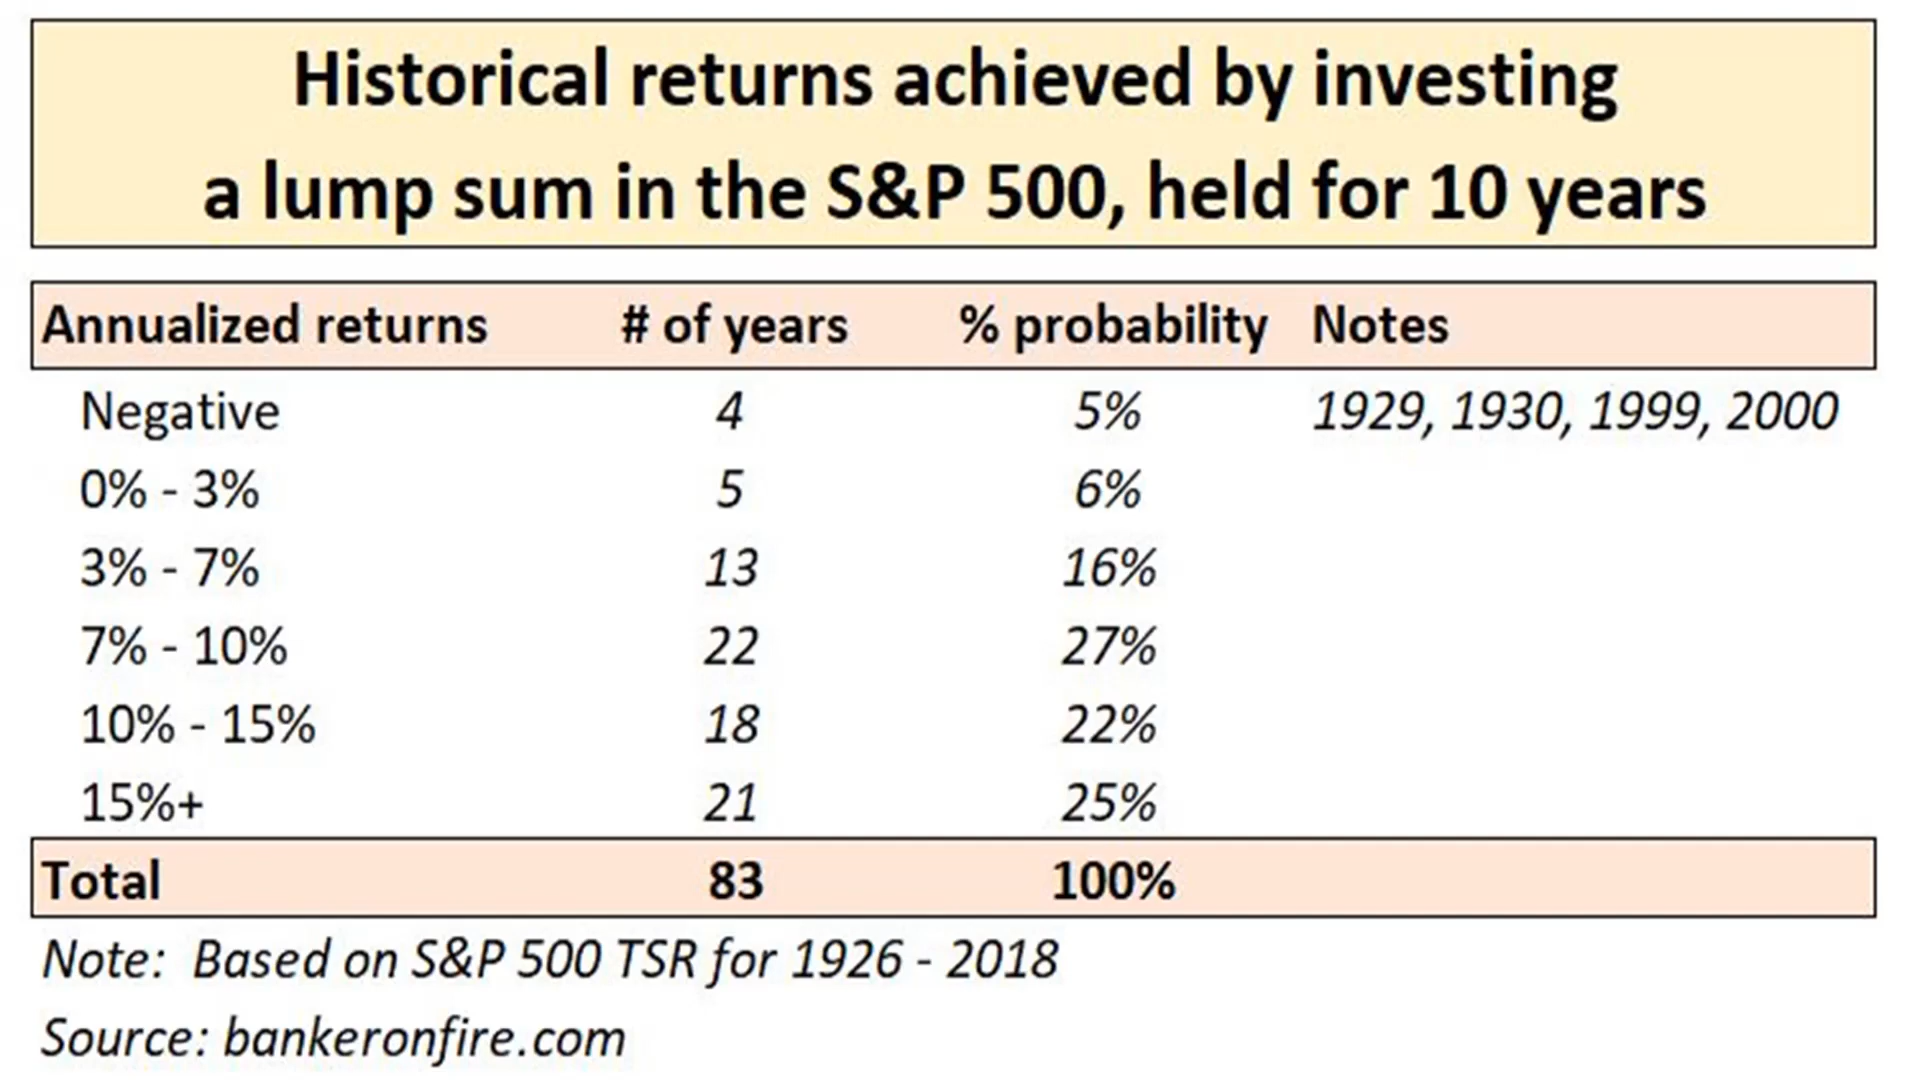 Historical returns achieved by investing
a lump sum in the S&P 500, held for 10 years
Annualized returns # of years % probability Notes
Negative 4 5% 1929, 1930, 1999, 2000
0% - 3% 5 6%
3% - 7% 13 16%
7% - 10% 22 27%
10% - 15% 18 22%
15%+ 21 25%
Total 83 100%
Note: Based on S&P 500 TSR for 1926 - 2018
Source: bankeronfire.com